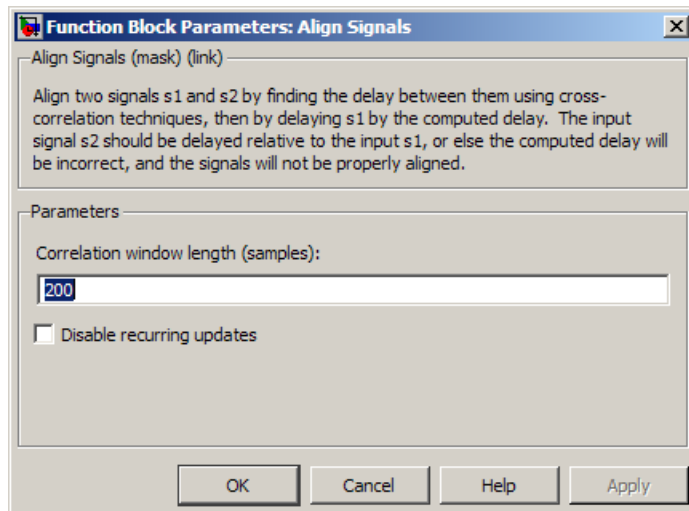 Function Block Parameters: Align Signals
Align Signals (mask) (link)
Align two signals s1 and s2 by finding the delay between them using cross-
correlation techniques, then by delaying s1 by the computed delay.  The input
signal s2 should be delayed relative to the input s1, or else the computed delay will
be incorrect, and the signals will not be properly aligned.
Parameters
Correlation window length (samples):
200
Disable recurring updates
OK Cancel Help Apply